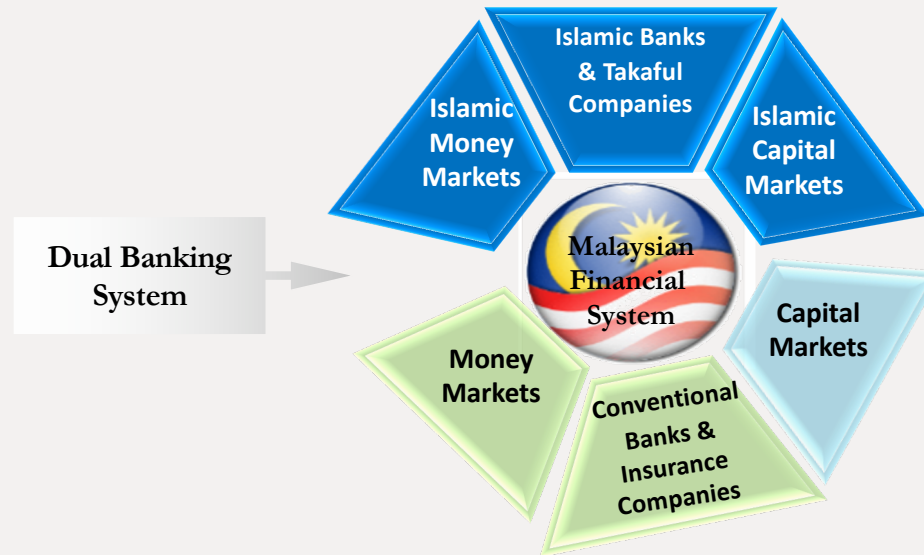 Islamic Banks
& Takaful
Companies
Islamic
Money
Markets
Islamic
Capital
Markets
Dual Banking
System
Malaysian
Financial
System
Money
Markets
Capital
Markets
Conventional
Banks &
Insurance
Companies